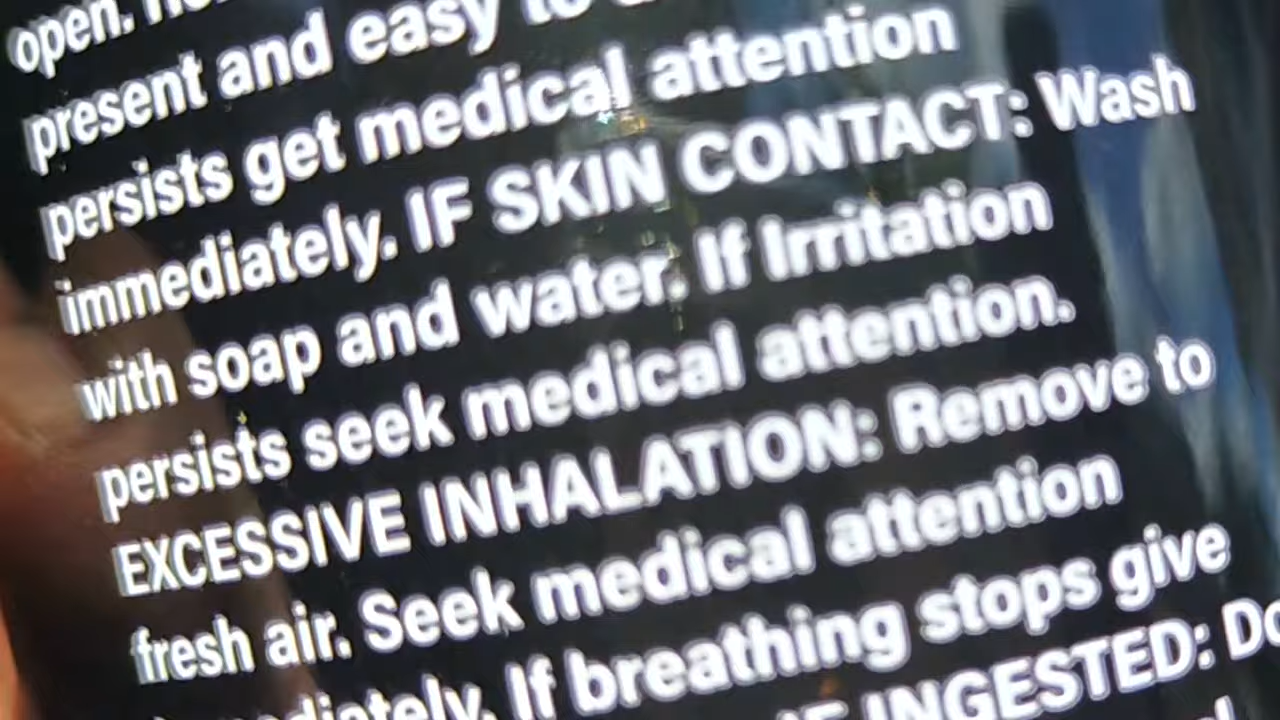 open.
present and easy to
persists get medical attention
immediately. IF SKIN CONTACT: Wash
with soap and water. If Irritation
persists seek medical attention.
EXCESSIVE INHALATION: Remove to
fresh air. Seek medical attention
If breathing stops give
INGESTED: